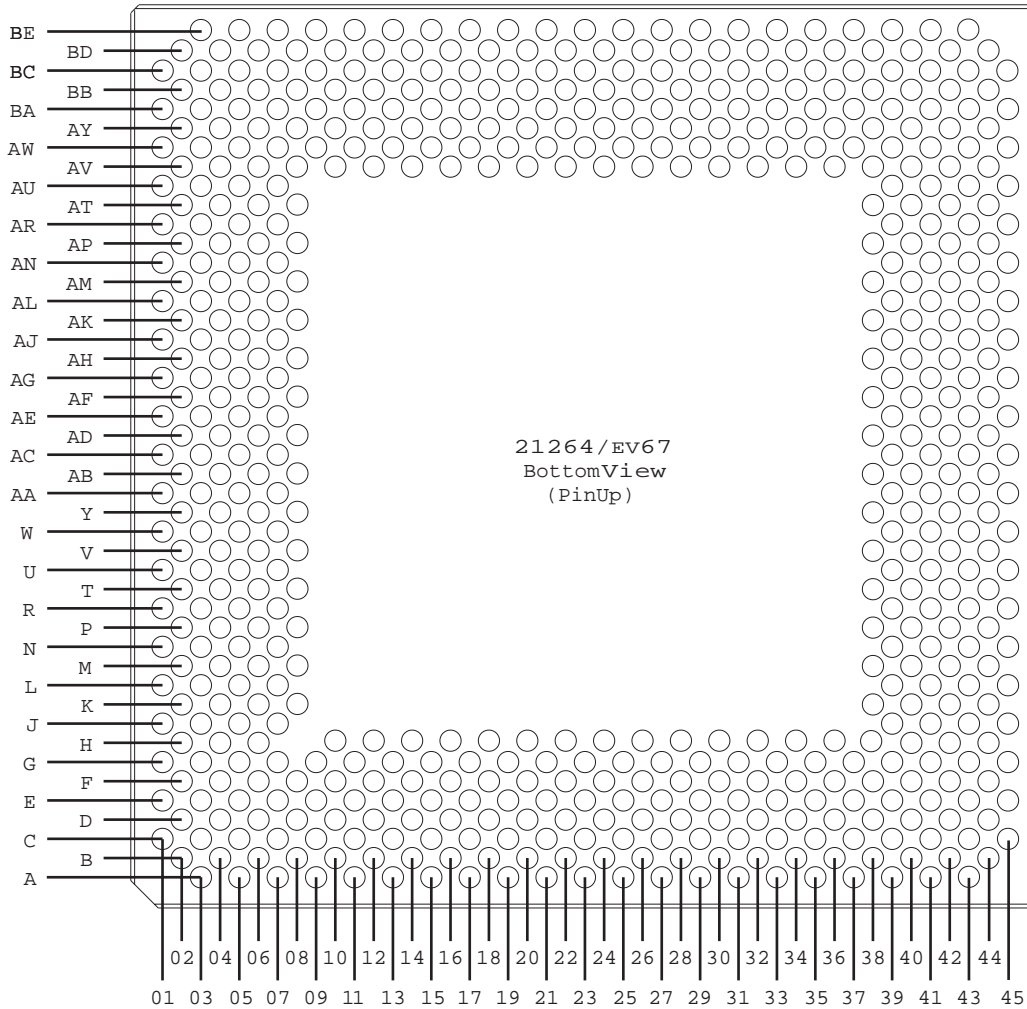 BE
BD
BC
BB
BA
AY
AW
AV
AU
AT
AR
AP
AN
AM
AL
AK
AJ
AH
AG
AF
AE
AD
AC
AB
AA
Y
W
V
U
T
R
P
N
M
L
K
J
H
G
F
E
D
C
B
A
21264/EV67
BottomView
(PinUp)
02 04 06 08 10 12 14 16 18 20 22 24 26 28 30 32 34 36 38 40 42 44
01 03 05 07 09 11 13 15 17 19 21 23 25 27 29 31 33 35 37 39 41 43 45